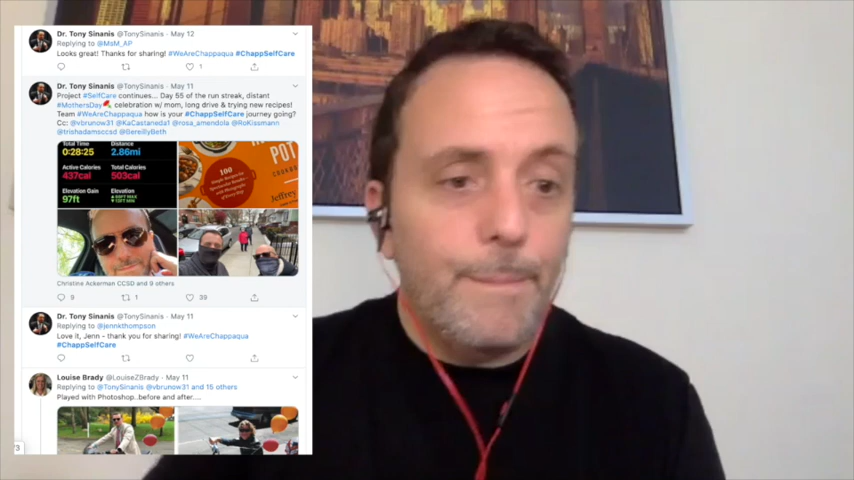 Dr. Tony Sinanis @TonySinanis · May 12
Replying to @MsM_AP
Looks great! Thanks for sharing! #WeAreChappaqua #ChappSelfCare
1
Dr. Tony Sinanis @TonySinanis · May 11
Project #SelfCare continues... Day 55 of the run streak, distant
#MothersDay celebration w/ mom, long drive & trying new recipes!
Team #WeAreChappaqua how is your #ChappSelfCare journey going?
Cc: @vbrunow31 @KaCastaneda1 @rosa_amendola @RoKissmann
@trishadamsccsd @BereillyBeth
Total Time
0:28:25
Distance
2.86mi
Active Calories
437cal
Total Calories
503cal
Elevation Gain
97ft
Elevation
POT
100
Jeffrey
Christine Ackerman CCSD and 9 others
9 1 39
Dr. Tony Sinanis @TonySinanis · May 11
Replying to @jennkthompson
Love it, Jenn - thank you for sharing! #WeAreChappaqua
#ChappSelfCare
Louise Brady @LouiseZBrady · May 11
Replying to @TonySinanis @vbrunow31 and 15 others
Played with Photoshop..before and after....
/3